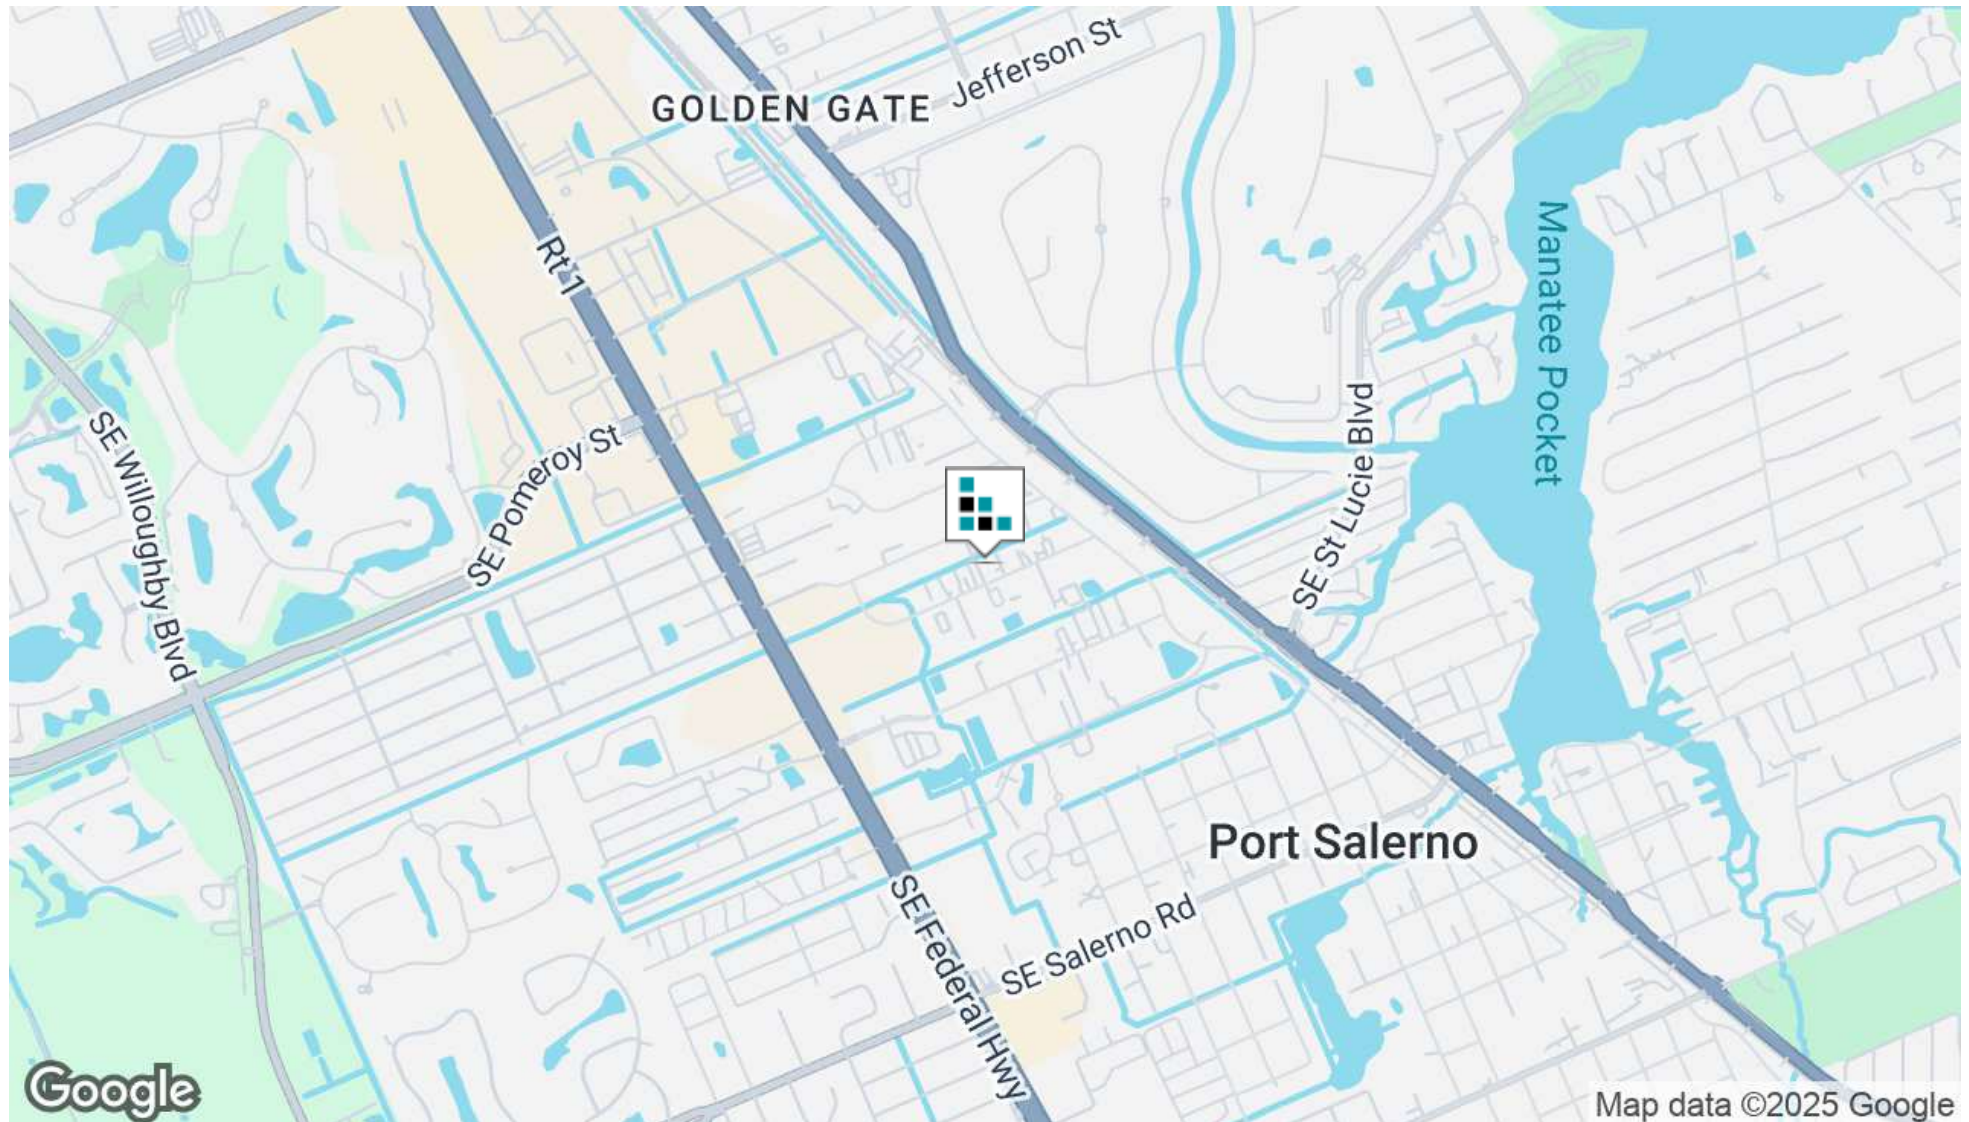 Jefferson St
GOLDEN GATE
Rt 1
Manatee Pocket
SE Willoughby Blvd
SE Pomeroy St
SE St Lucie Blvd
Port Salerno
SE Federal Hwy
SE Salerno Rd
Google
Map data ©2025 Google